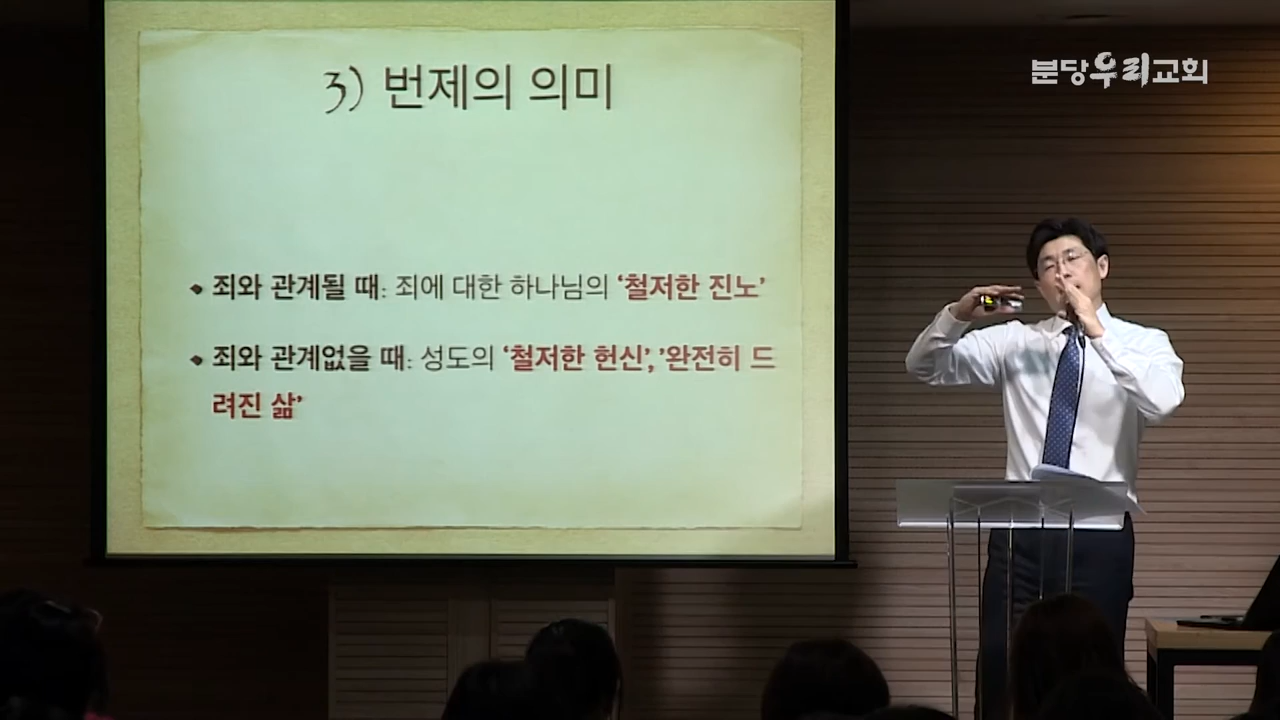 분당우리교회
3) 번제의 의미
죄와 관계될 때: 죄에 대한 하나님의 ‘철저한 진노’
죄와 관계없을 때: 성도의 ‘철저한 헌신’, ’완전히 드
려진 삶’